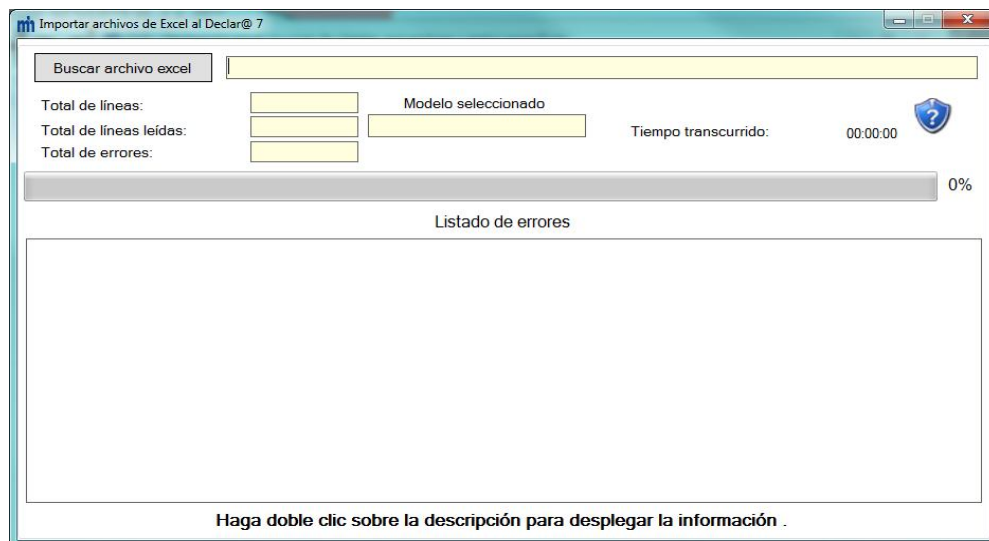 Importar archivos de Excel al Declar@ 7
Buscar archivo excel
Total de líneas:
Modelo seleccionado
Total de líneas leídas:
Tiempo transcurrido:
00:00:00
Total de errores:
0%
Listado de errores
Haga doble clic sobre la descripción para desplegar la información .